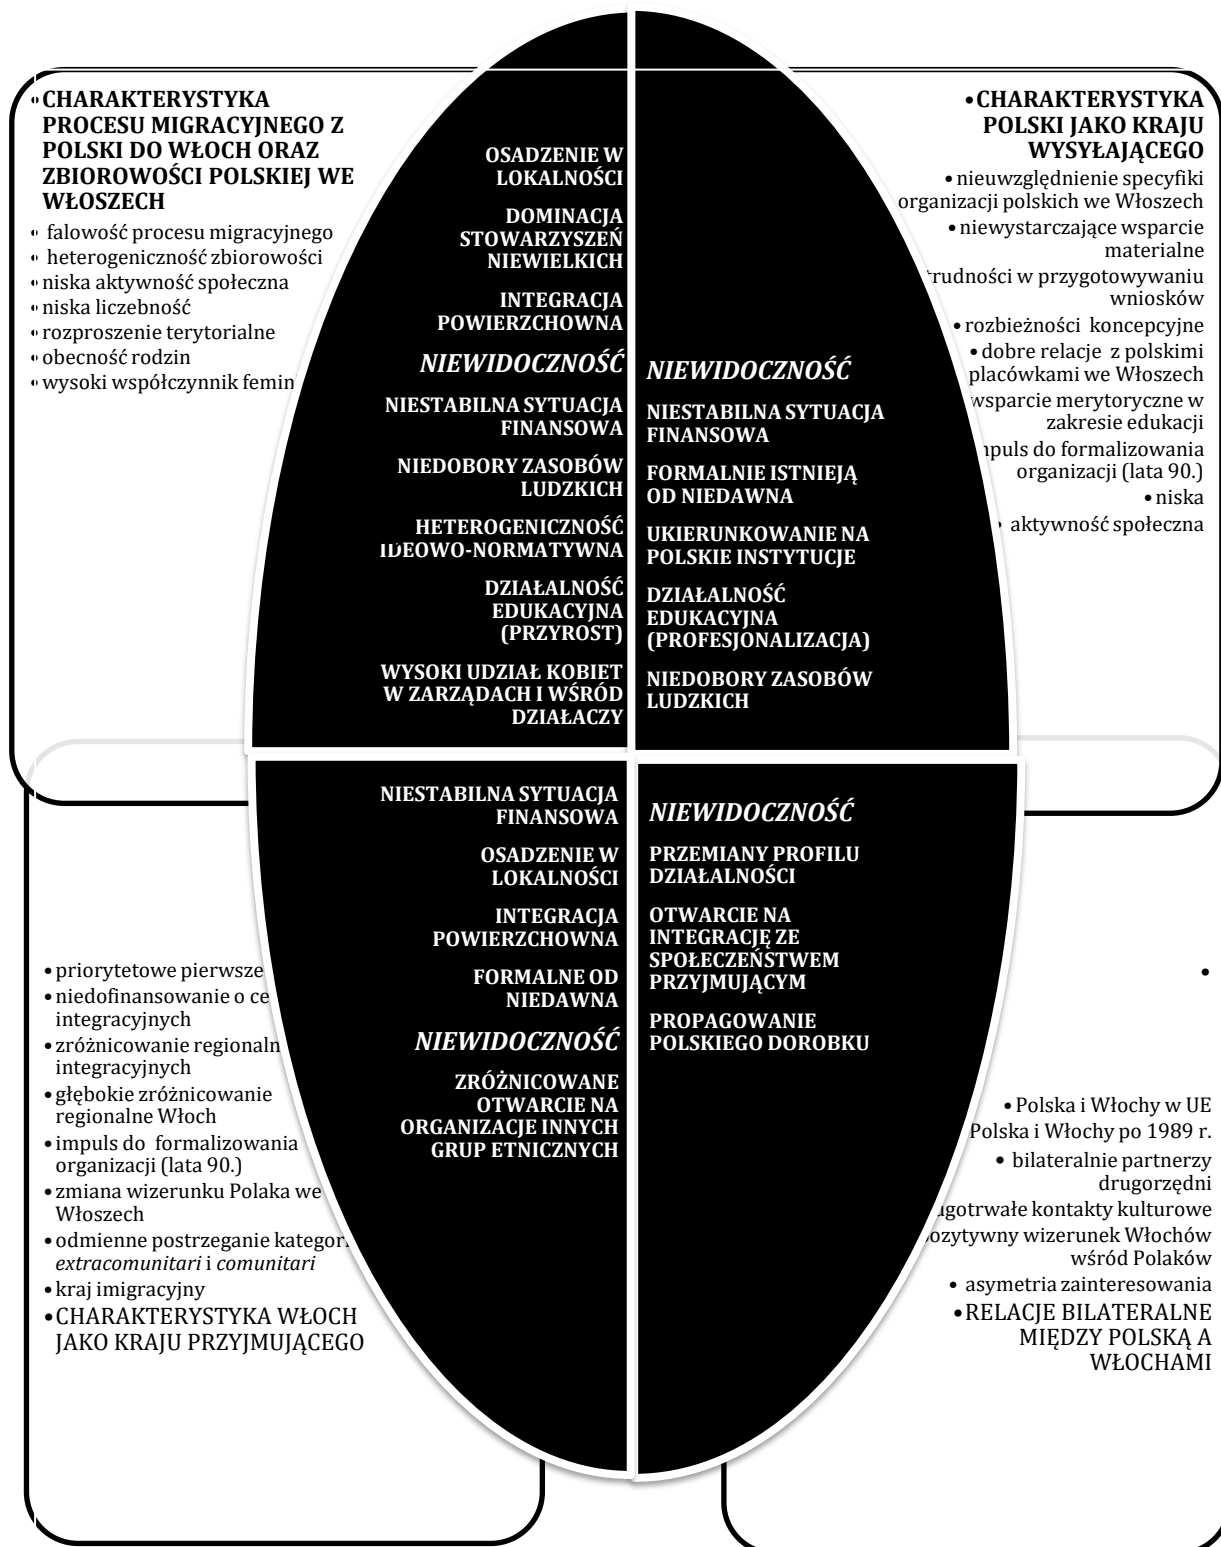 •CHARAKTERYSTYKA
PROCESU MIGRACYJNEGO Z
POLSKI DO WŁOCH ORAZ
ZBIOROWOŚCI POLSKIEJ WE
WŁOSZECH
• falowość procesu migracyjnego
• heterogeniczność zbiorowości
• niska aktywność społeczna
• niska liczebność
• rozproszenie terytorialne
• obecność rodzin
• wysoki współczynnik
OSADZENIE W
LOKALNOŚCI
DOMINACJA
STOWARZYSZEŃ
NIEWIELKICH
INTEGRACJA
POWIERZCHOWNA
NIEWIDOCZNOŚĆ
NIESTABILNA SYTUACJA
FINANSOWA
NIEDOBORY ZASOBÓW
LUDZKICH
HETEROGENICZNOŚĆ
IDEOWO-NORMATYWNA
DZIAŁALNOŚĆ
EDUKACYJNA
(PRZYROST)
WYSOKI UDZIAŁ KOBIET
W ZARZĄDACH I WŚRÓD
DZIAŁACZY
NIEWIDOCZNOŚĆ
NIESTABILNA SYTUACJA
FINANSOWA
FORMALNIE ISTNIEJĄ
OD NIEDAWNA
UKIERUNKOWANIE NA
POLSKIE INSTYTUCJE
DZIAŁALNOŚĆ
EDUKACYJNA
(PROFESJONALIZACJA)
NIEDOBORY ZASOBÓW
LUDZKICH
•CHARAKTERYSTYKA
POLSKI JAKO KRAJU
WYSYŁAJĄCEGO
• nieuwzględnienie specyfiki
organizacji polskich we Włoszech
• niewystarczające wsparcie
materialne
w przygotowywaniu
wniosków
• rozbieżności koncepcyjne
• dobre relacje z polskimi
placówkami we Włoszech
wsparcie merytoryczne w
zakresie edukacji
do formalizowania
organizacji (lata 90.)
• niska
• aktywność społeczna
• priorytetowe pierwsze
• niedofinansowanie o
integracyjnych
• zróżnicowanie
integracyjnych
• głębokie zróżnicowanie
regionalne Włoch
• impuls do formalizowania
organizacji (lata 90.)
• zmiana wizerunku Polaka we
Włoszech
• odmienne postrzeganie
extracomunitari i comunitari
• kraj imigracyjny
•CHARAKTERYSTYKA WŁOCH
JAKO KRAJU PRZYJMUJĄCEGO
NIESTABILNA SYTUACJA
FINANSOWA
OSADZENIE W
LOKALNOŚCI
INTEGRACJA
POWIERZCHOWNA
FORMALNE OD
NIEDAWNA
NIEWIDOCZNOŚĆ
ZRÓŻNICOWANE
OTWARCIE NA
ORGANIZACJE INNYCH
GRUP ETNICZNYCH
NIEWIDOCZNOŚĆ
PRZEMIANY PROFILU
DZIAŁALNOŚCI
OTWARCIE NA
INTEGRACJĘ ZE
SPOŁECZEŃSTWEM
PRZYJMUJĄCYM
PROPAGOWANIE
POLSKIEGO DOROBKU
•
• Polska i Włochy w UE
Polska i Włochy po 1989 r.
• bilateralnie partnerzy
drugorzędni
kontakty kulturowe
wizerunek Włochów
wśród Polaków
• asymetria zainteresowania
•RELACJE BILATERALNE
MIĘDZY POLSKĄ A
WŁOCHAMI